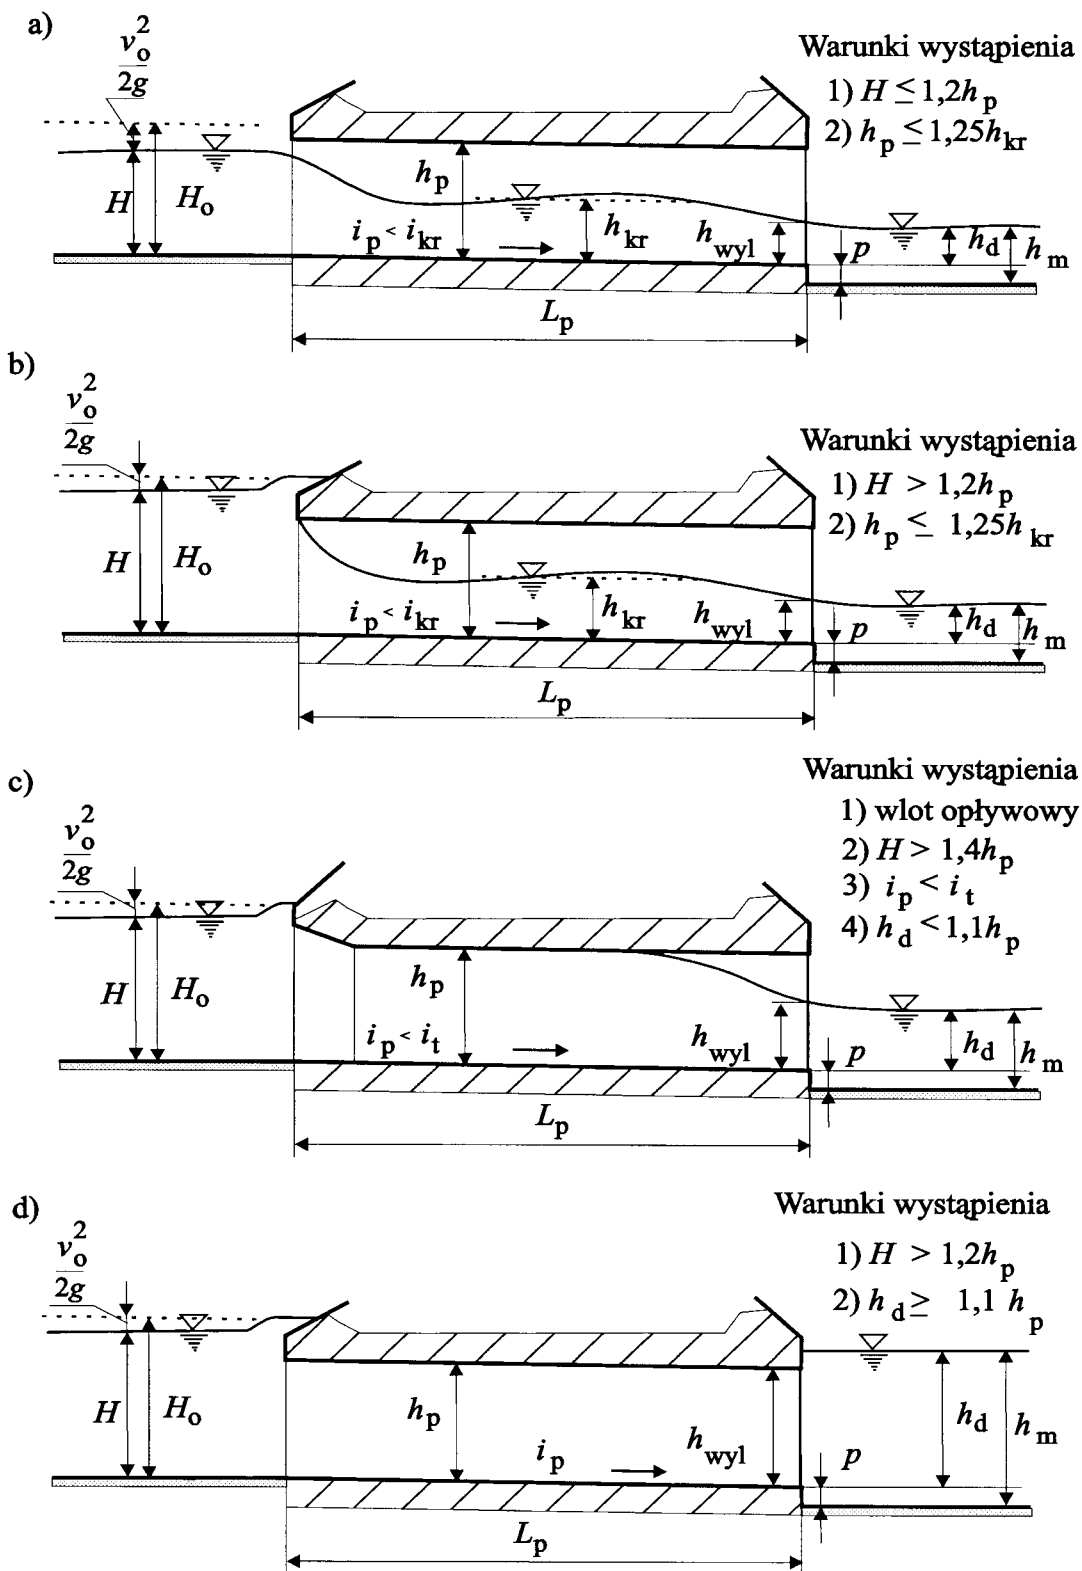 a)
v_o^2
2g
Warunki wystąpienia
1) H ≤ 1,2h_p
2) h_p ≤ 1,25h_kr
H
H_o
h_p
i_p < i_kr
h_kr
h_wyl
p
h_d
h_m
L_p
b)
v_o^2
2g
Warunki wystąpienia
1) H > 1,2h_p
2) h_p ≤ 1,25h_kr
H
H_o
h_p
i_p < i_kr
h_kr
h_wyl
p
h_d
h_m
L_p
c)
v_o^2
2g
Warunki wystąpienia
1) wlot opływowy
2) H > 1,4h_p
3) i_p < i_t
4) h_d < 1,1h_p
H
H_o
h_p
i_p < i_t
h_wyl
p
h_d
h_m
L_p
d)
v_o^2
2g
Warunki wystąpienia
1) H > 1,2h_p
2) h_d ≥ 1,1 h_p
H
H_o
h_p
i_p
h_wyl
p
h_d
h_m
L_p